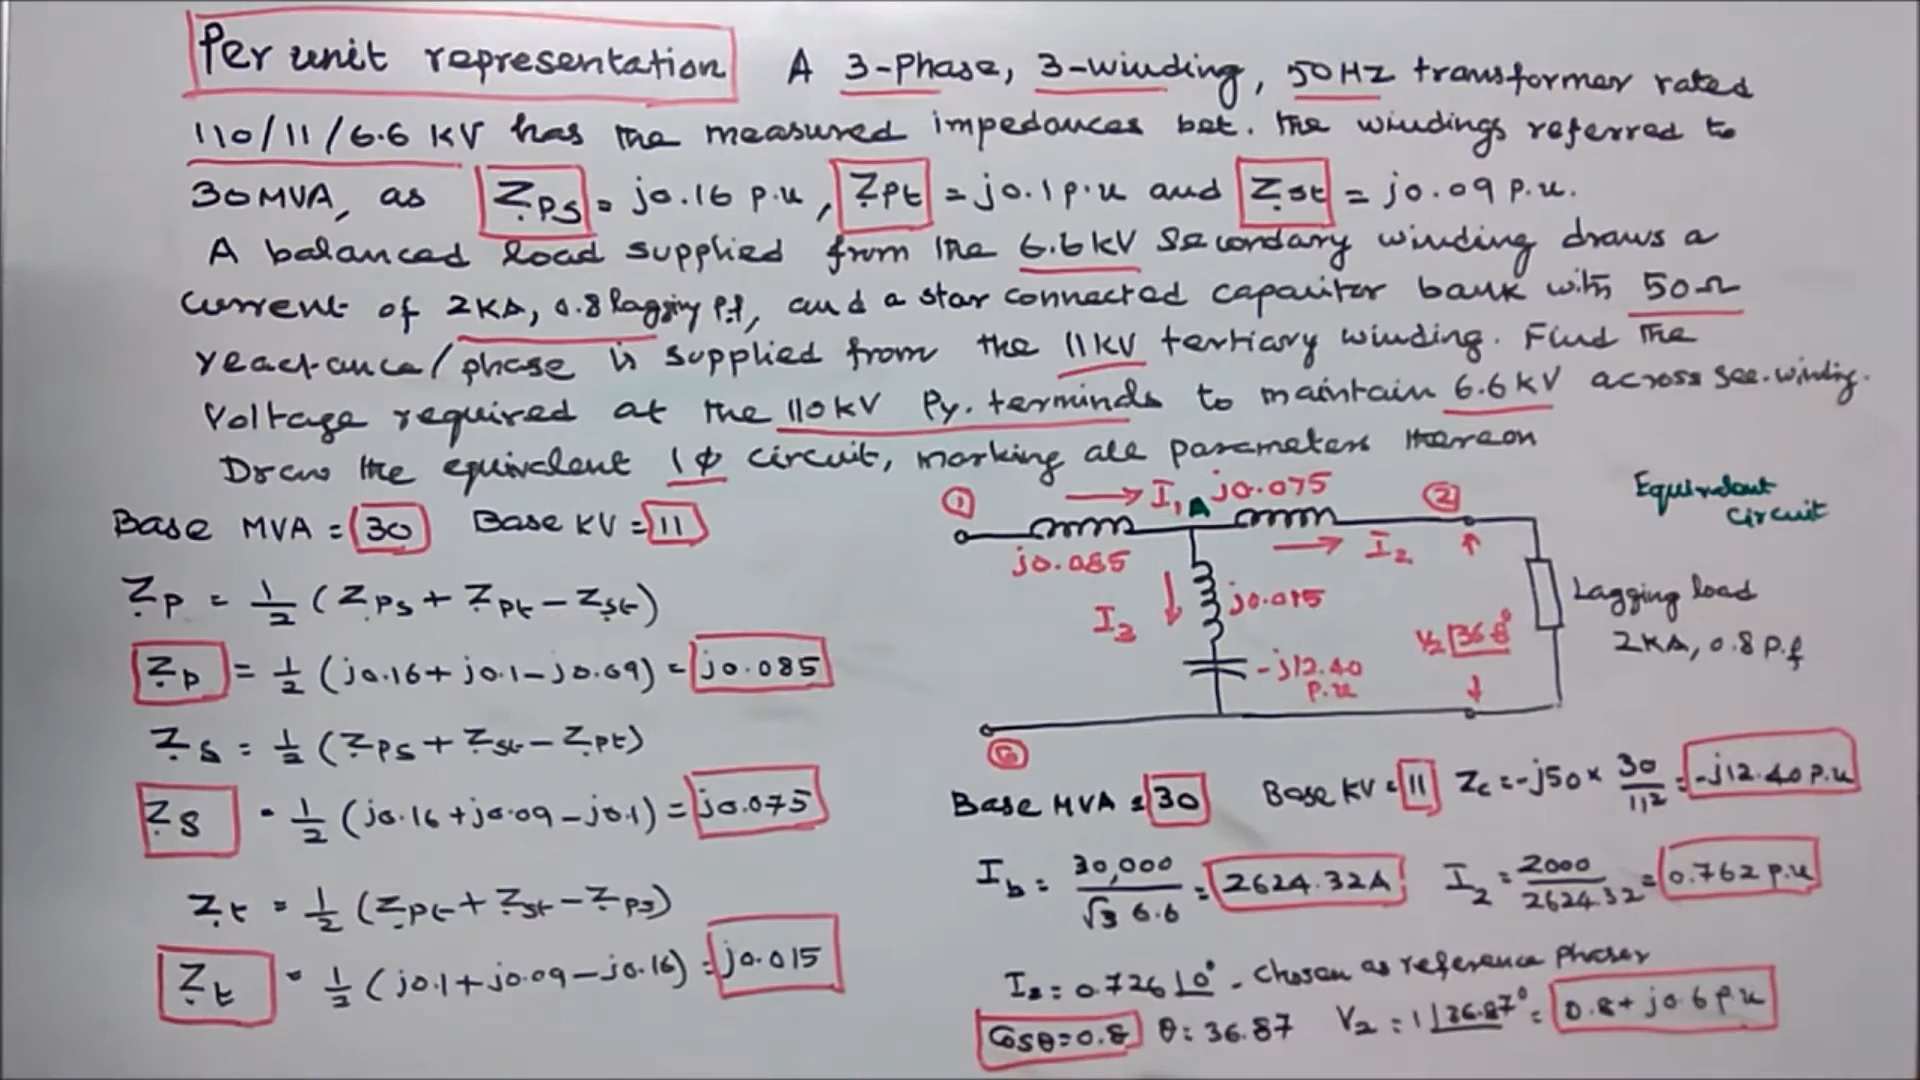 Per unit representation A 3-Phase, 3-winding, 50HZ transformer rated
110/11/6.6 KV has the measured impedances bet. the windings referred to
30MVA, as Zps = j0.16 p.u, Zpt = j0.1p.u and Zst = j0.09 p.u.
A balanced load supplied from the 6.6kV Secondary winding draws a
current of 2KA, 0.8 lagging P.f, and a star connected capacitor bank with 50Ω
reactance/phase is supplied from the 11kV tertiary winding. Find the
Voltage required at the 110kV Py. terminals to maintain 6.6kV across sec. winding.
Draw the equivalent 1ϕ circuit, marking all parameters thereon
Base MVA = 30 Base KV = 11
Zp = 1/2 (Zps + Zpt - Zst)
Zp = 1/2 (j0.16 + j0.1 - j0.09) = j0.085
Zs = 1/2 (Zps + Zst - Zpt)
Zs = 1/2 (j0.16 + j0.09 - j0.1) = j0.075
Zt = 1/2 (Zpt + Zst - Zps)
Zt = 1/2 (j0.1 + j0.09 - j0.16) = j0.015
1 → I1 A j0.075 2
Equivalent
circuit
j0.085 → I2
I3 j0.015
V2 ∠36.8°
-j12.40
p.u
Lagging load
2KA, 0.8 p.f
6
Base MVA = 30 Base KV = 11 Zc = -j50 × 30/11² = -j12.40 p.u
Ib = 30,000/√3 6.6 = 2624.32A I2 = 2000/2624.32 = 0.762 p.u
I2 = 0.726 ∠0° - Chosen as reference phasor
Cosθ = 0.8 θ = 36.87 V2 = 1∠36.87° = 0.8 + j0.6 p.u